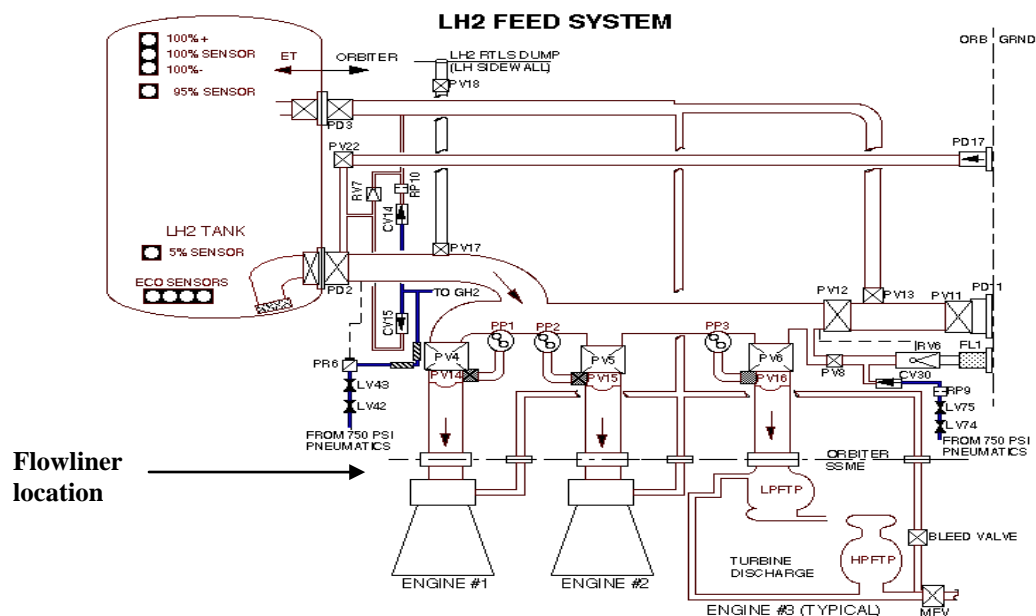 LH2 FEED SYSTEM
ORB GRND
100%+
100% SENSOR
100%-
95% SENSOR
ET ORBITER
LH2 RTLS DUMP
(LH SIDEWALL)
PV18
PD3
PV22
PD17
RV7
RP10
CV14
LH2 TANK
5% SENSOR
ECO SENSORS
PD2
PV17
TO GH2
CV15
PV12
PV13
PV11
PD11
PP1
PP2
PP3
PV4
PV5
PV6
PV14
PV15
PV16
RV6
FL1
PV8
CV30
PR6
LV43
LV42
FROM 750 PSI
PNEUMATICS
RP9
LV75
LV74
FROM 750 PSI
PNEUMATICS
Flowliner
location
ORBITER
SSME
LPFTP
HPFTP
TURBINE
DISCHARGE
BLEED VALVE
MFV
ENGINE #1
ENGINE #2
ENGINE #3 (TYPICAL)